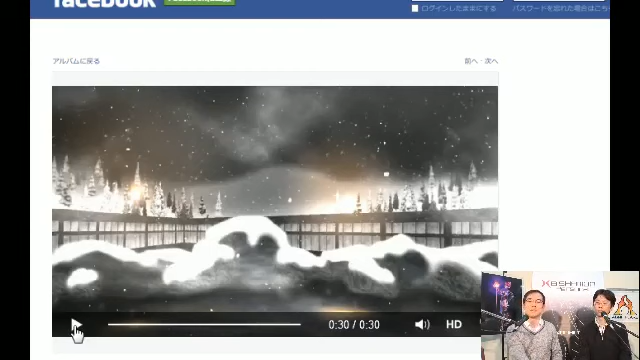 facebook
ログインしたままにする
パスワードを忘れた場合はこち
アルバムに戻る
前へ · 次へ
0:30 / 0:30
HD